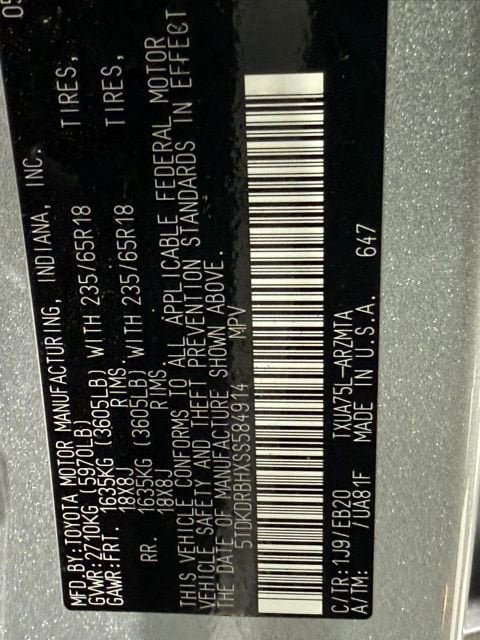 05
MFD. BY:TOYOTA MOTOR MANUFACTURING, INDIANA, INC.
GVWR:2710KG (5970LB)
GAWR:FRT. 1635KG (3605LB) WITH 235/65R18 TIRES,
18X8J RIMS.
RR. 1635KG (3605LB) WITH 235/65R18 TIRES,
18X8J RIMS.
THIS VEHICLE CONFORMS TO ALL APPLICABLE FEDERAL MOTOR
VEHICLE SAFETY AND THEFT PREVENTION STANDARDS IN EFFECT
THE DATE OF MANUFACTURE SHOWN ABOVE.
5TDKDRBHXSS584914 MPV
C/TR:1J9/EB20 TXUA75L-ARZMTA 647
A/TM: /UA81F MADE IN U.S.A.